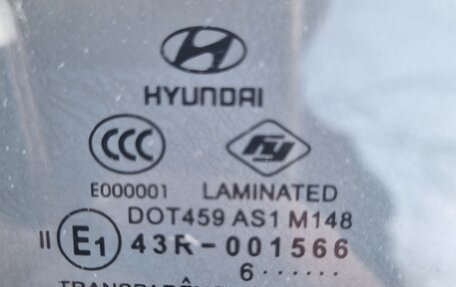 HYUNDAI
CCC
E000001 LAMINATED
DOT459 AS1 M148
II E1 43R-001566
6......